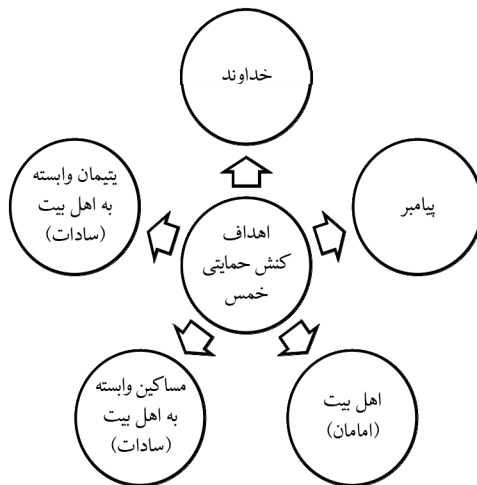 خداوند
پیامبر
اهل بیت
(امامان)
مساکین وابسته
به اهل بیت
(سادات)
یتیمان وابسته
به اهل بیت
(سادات)
اهداف
کنش حمایتی
خمس